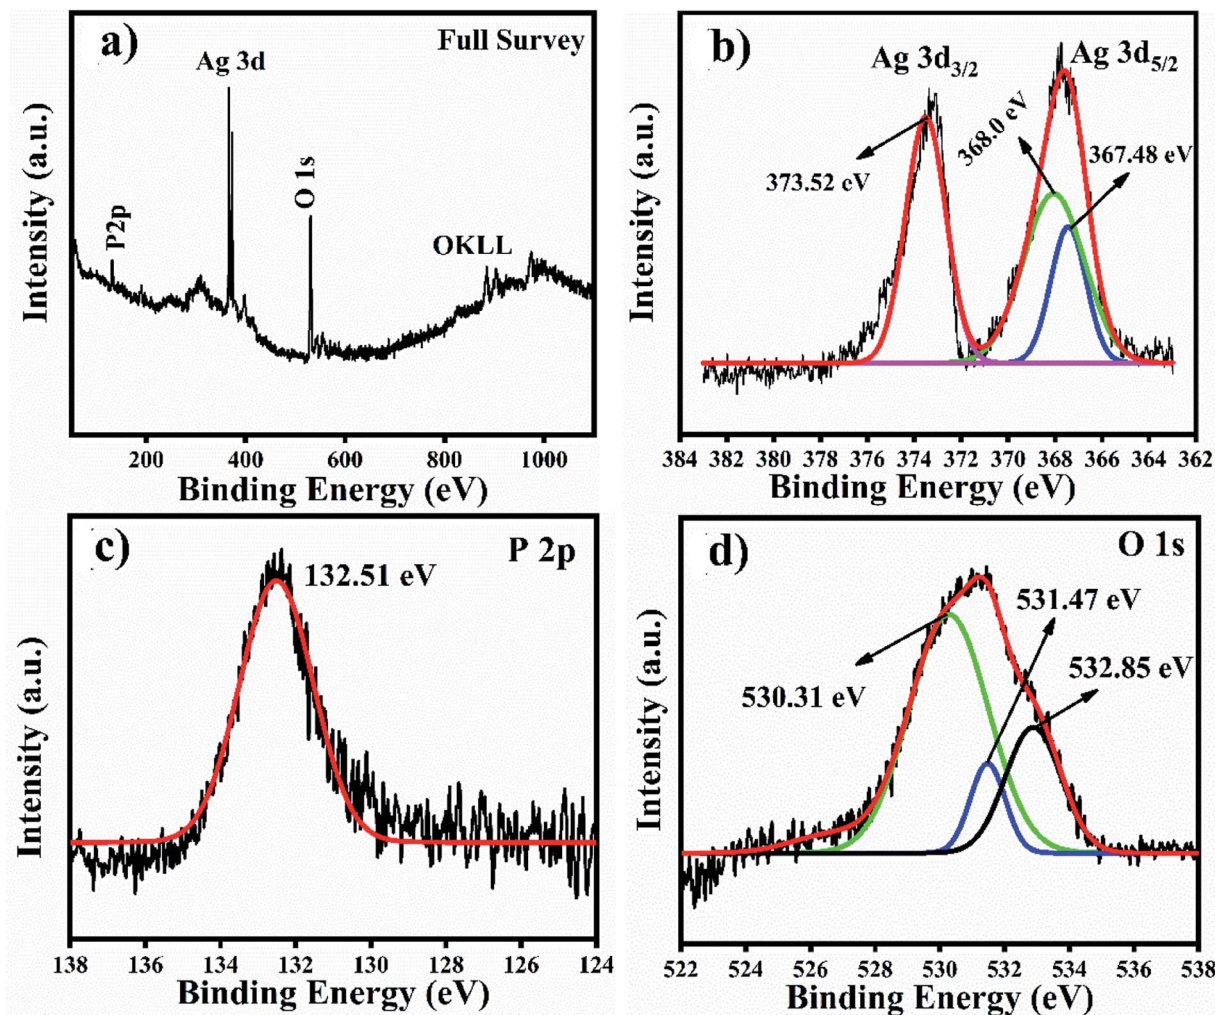 a)
Full Survey
Ag 3d
P2p
O 1s
OKLL
Intensity (a.u.)
200 400 600 800 1000
Binding Energy (eV)
b)
Ag 3d3/2
Ag 3d5/2
373.52 eV
368.0 eV
367.48 eV
Intensity (a.u.)
384 382 380 378 376 374 372 370 368 366 364 362
Binding Energy (eV)
c)
P 2p
132.51 eV
Intensity (a.u.)
138 136 134 132 130 128 126 124
Binding Energy (eV)
d)
O 1s
531.47 eV
532.85 eV
530.31 eV
Intensity (a.u.)
522 524 526 528 530 532 534 536 538
Binding Energy (eV)